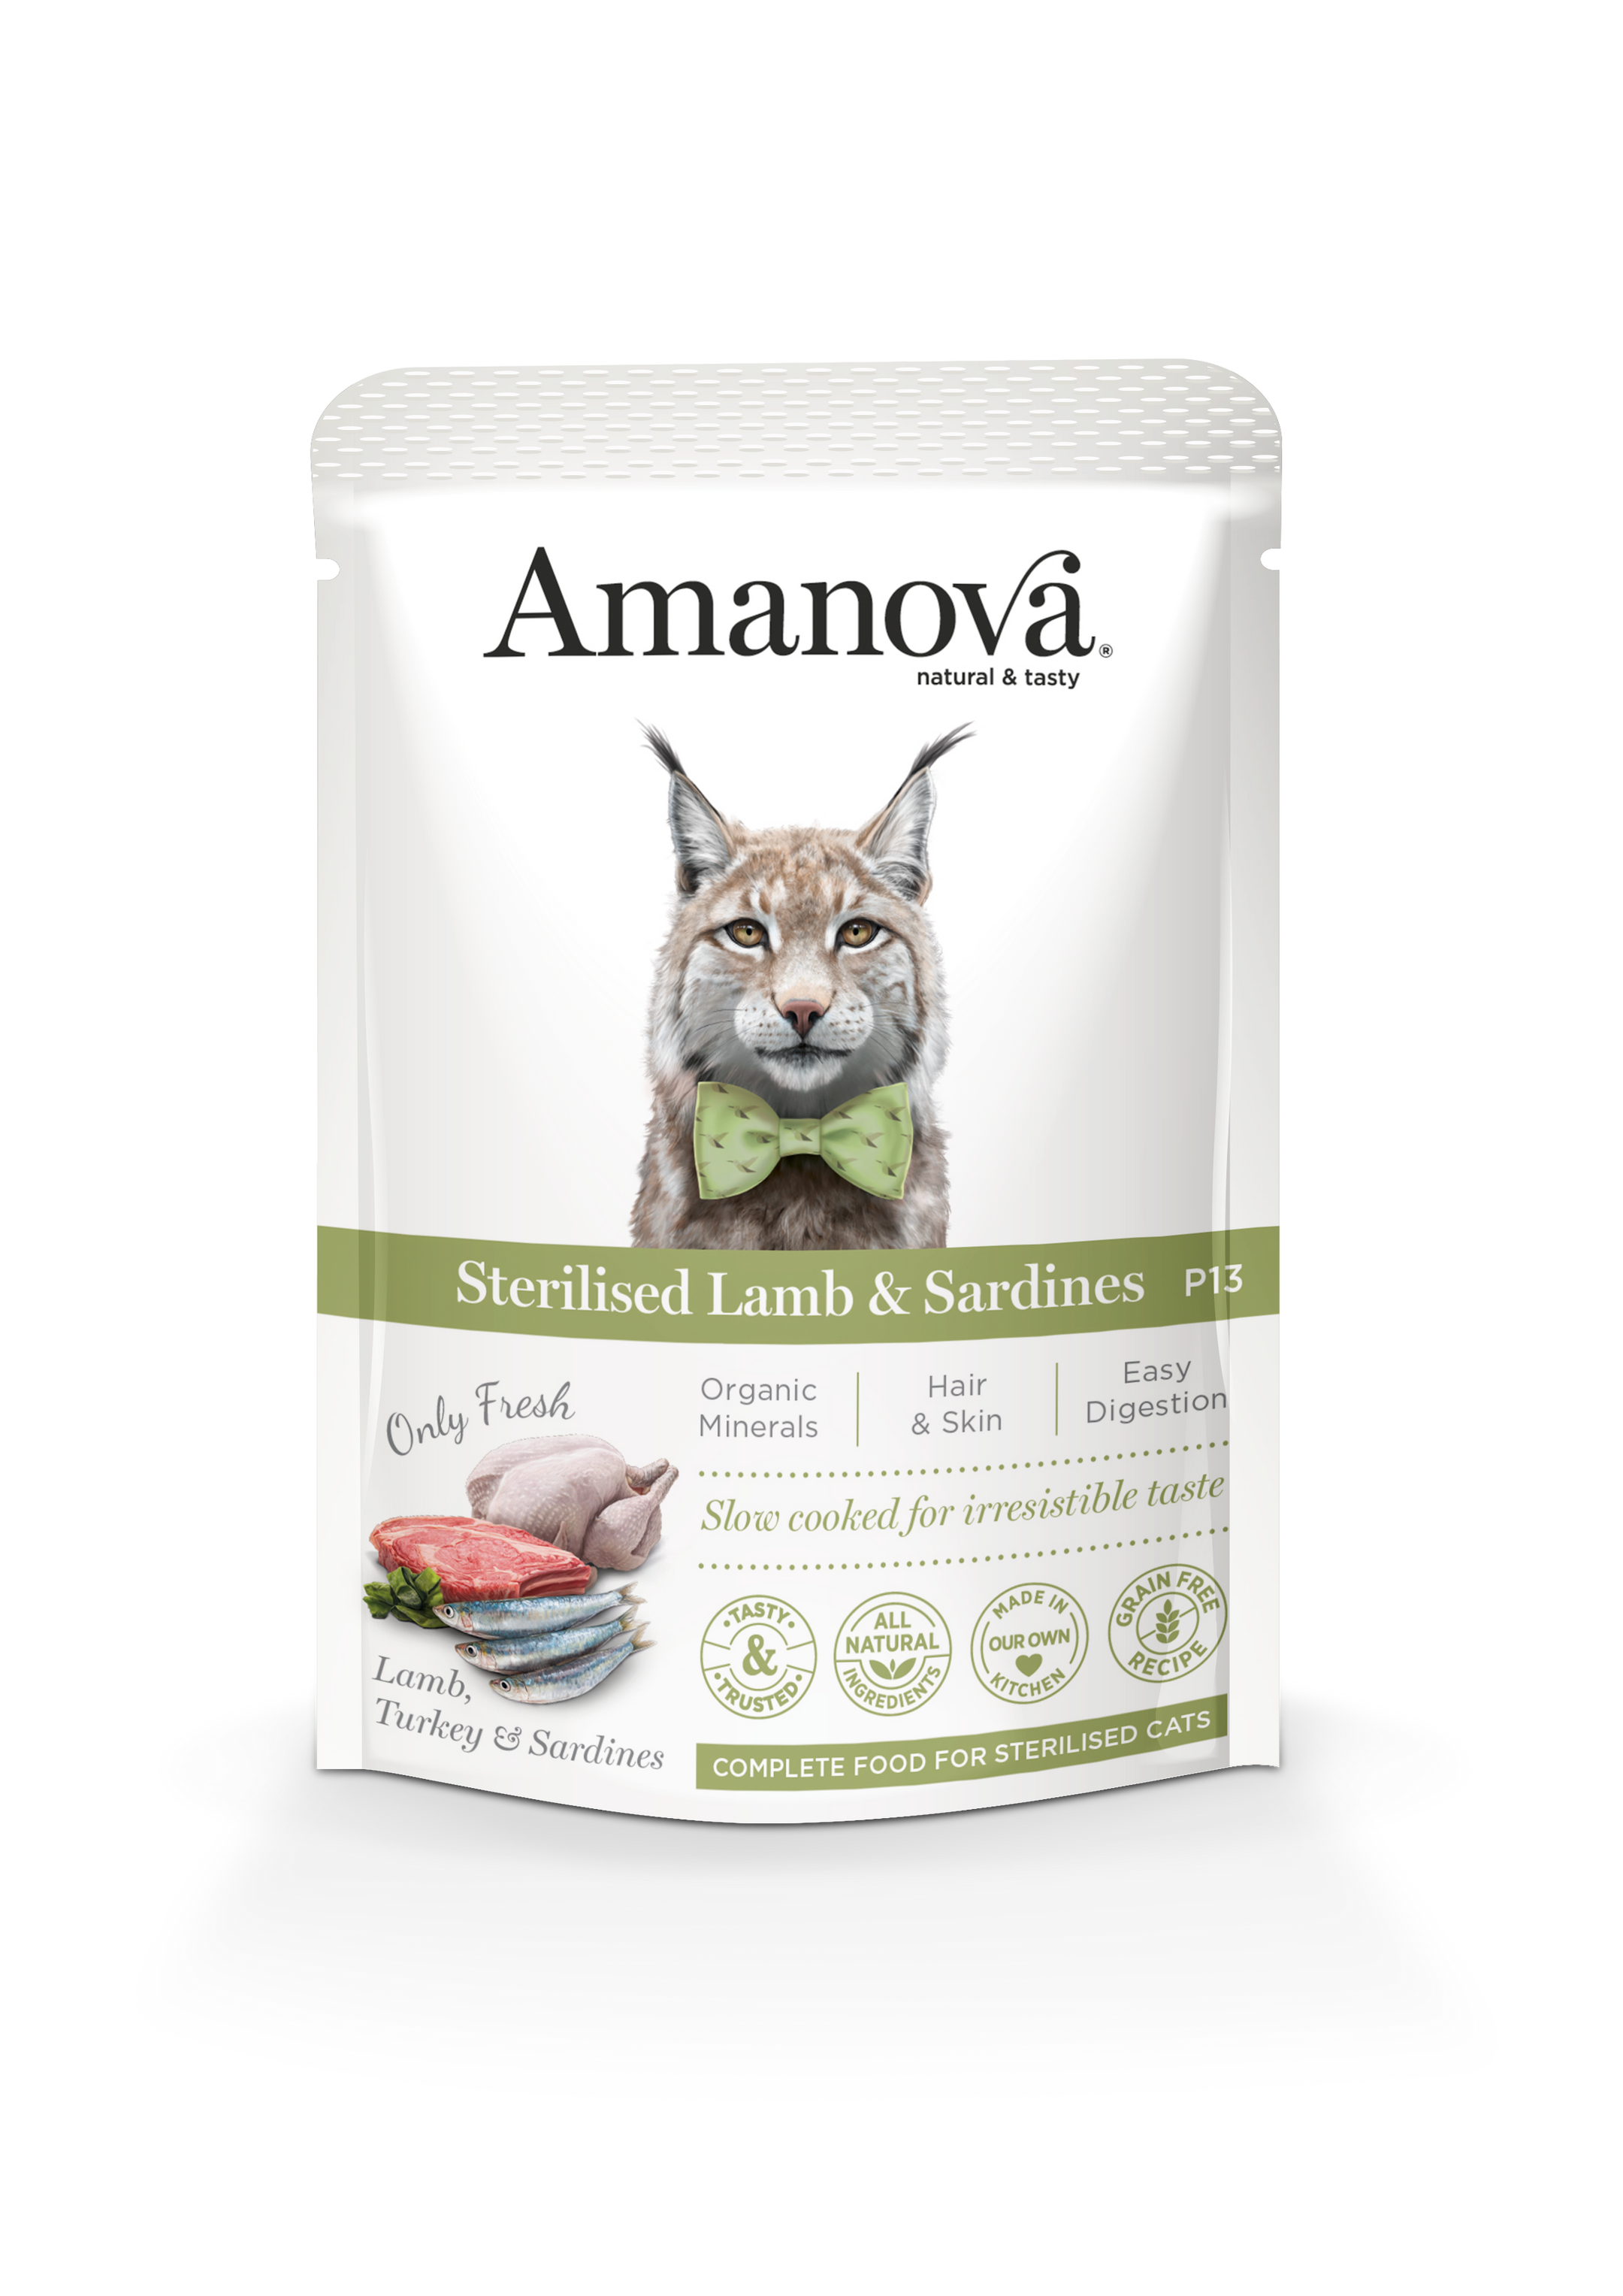 Amanova®
natural & tasty
Sterilised Lamb & Sardines P13
Only Fresh
Organic
Minerals
Hair
& Skin
Easy
Digestion
Slow cooked for irresistible taste
•TASTY•
&
•TRUSTED•
ALL
NATURAL
INGREDIENTS
MADE IN
OUR OWN
KITCHEN
GRAIN FREE
RECIPE
Lamb,
Turkey & Sardines
COMPLETE FOOD FOR STERILISED CATS